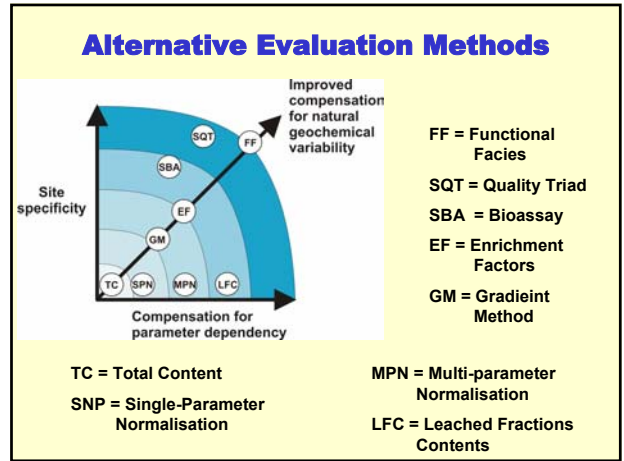 Alternative Evaluation Methods
Improved
compensation
for natural
geochemical
variability
Site
specificity
SQT
FF
SBA
EF
GM
TC
SPN
MPN
LFC
Compensation for
parameter dependency
FF = Functional
Facies
SQT = Quality Triad
SBA = Bioassay
EF = Enrichment
Factors
GM = Gradieint
Method
TC = Total Content
SNP = Single-Parameter
Normalisation
MPN = Multi-parameter
Normalisation
LFC = Leached Fractions
Contents